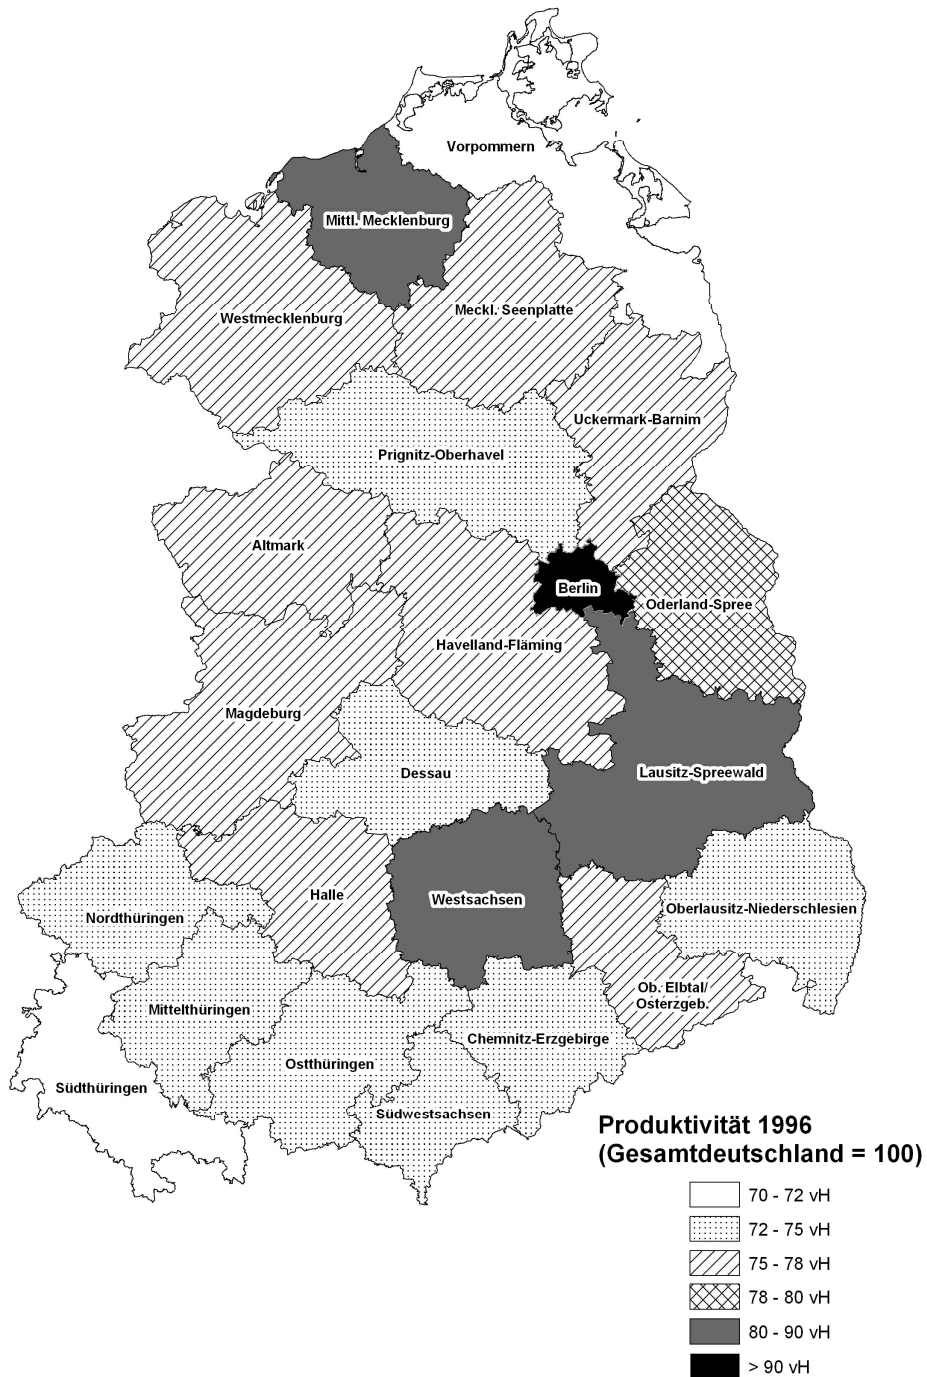 Vorpommern
Mittl. Mecklenburg
Westmecklenburg
Meckl. Seenplatte
Uckermark-Barnim
Prignitz-Oberhavel
Altmark
Berlin
Oderland-Spree
Havelland-Fläming
Magdeburg
Dessau
Lausitz-Spreewald
Halle
Westsachsen
Nordthüringen
Oberlausitz-Niederschlesien
Ob. Elbtal/
Osterzgeb.
Mittelthüringen
Chemnitz-Erzgebirge
Ostthüringen
Südthüringen
Südwestsachsen
Produktivität 1996
(Gesamtdeutschland = 100)
70 - 72 vH
72 - 75 vH
75 - 78 vH
78 - 80 vH
80 - 90 vH
> 90 vH